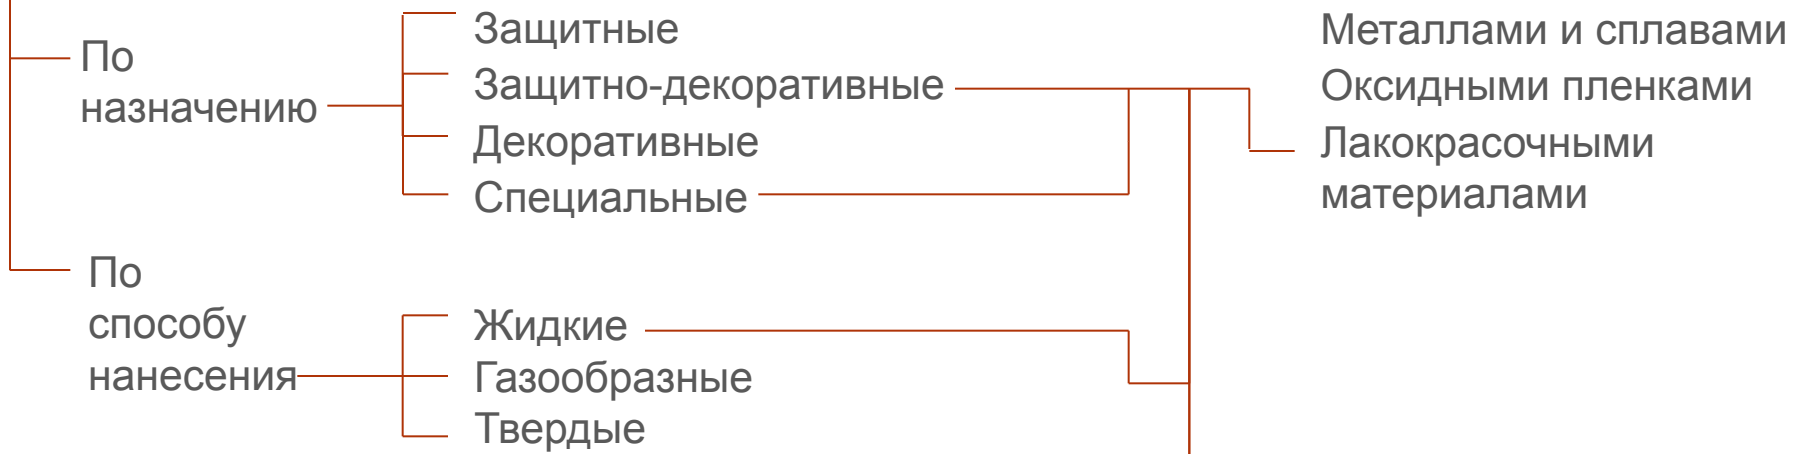 По
назначению
Защитные
Защитно-декоративные
Декоративные
Специальные
Металлами и сплавами
Оксидными пленками
Лакокрасочными
материалами
По
способу
нанесения
Жидкие
Газообразные
Твердые